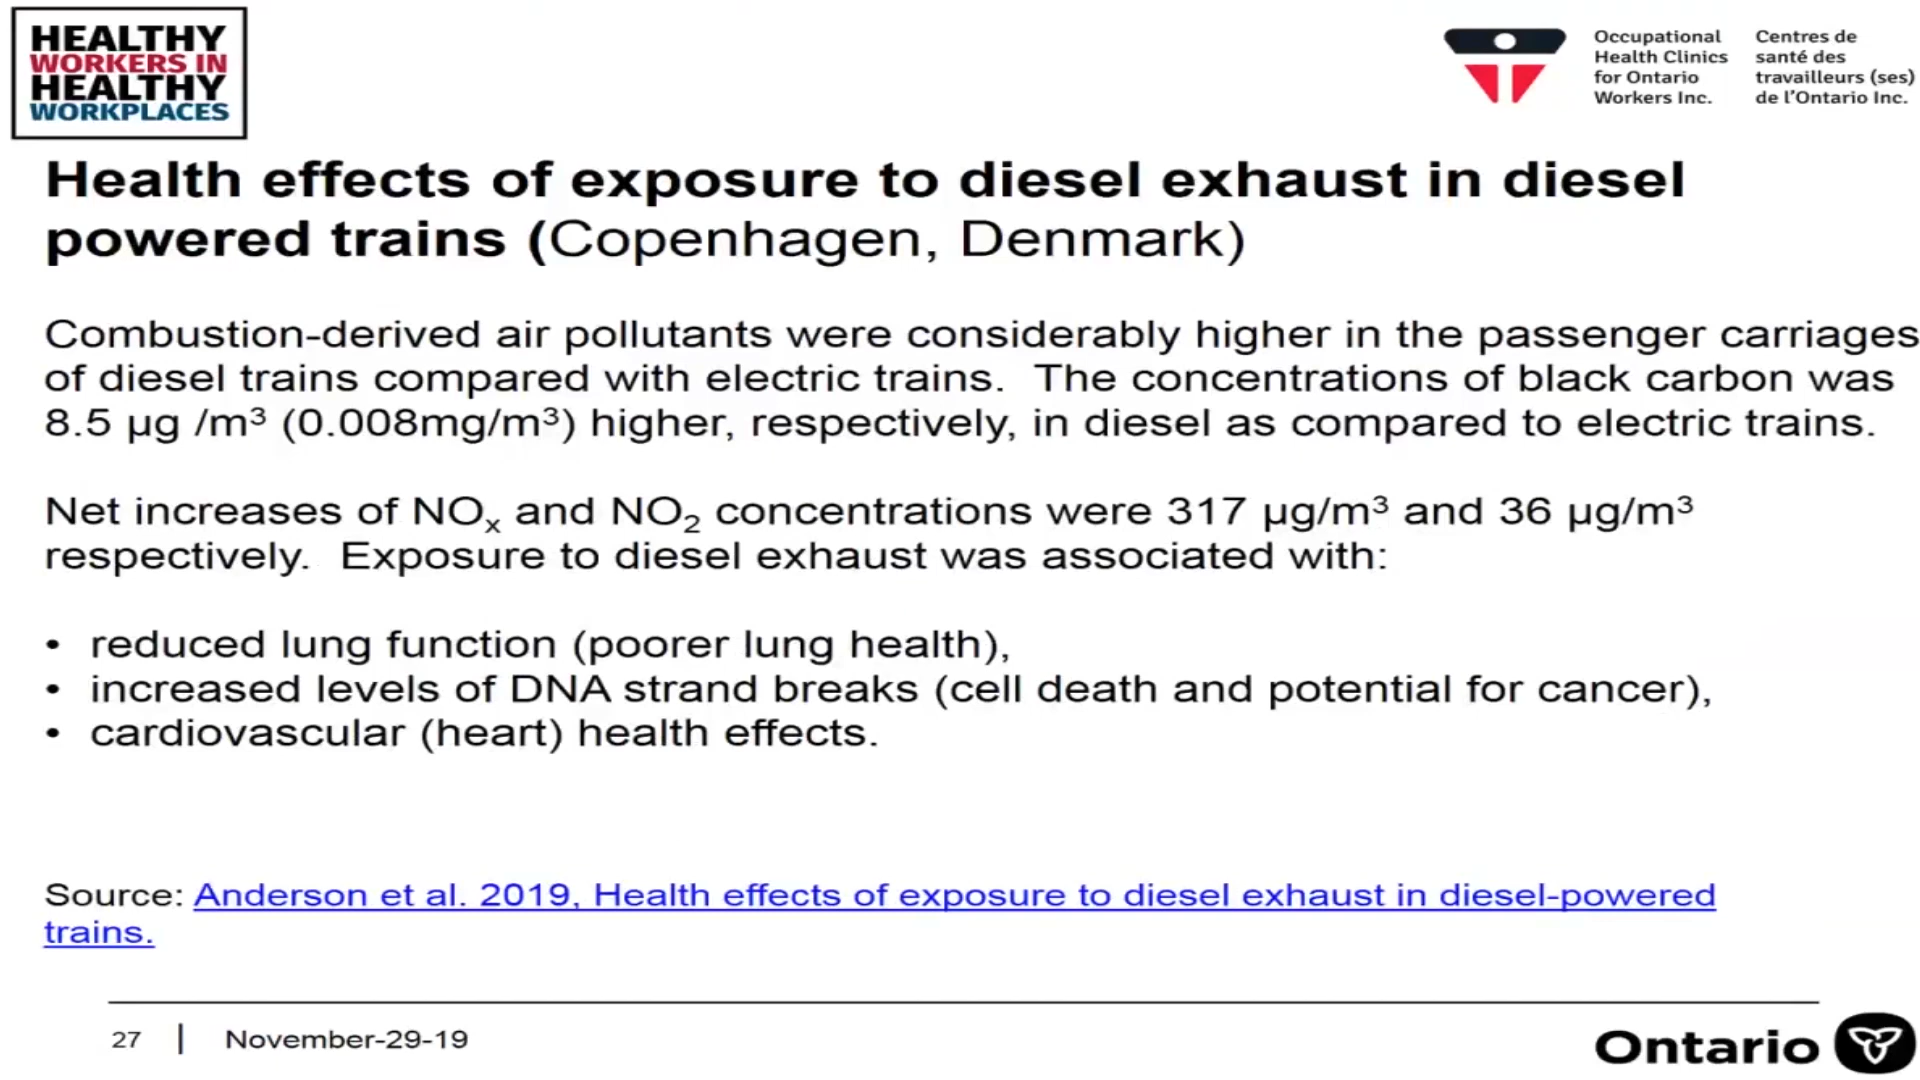 HEALTHY
WORKERS IN
HEALTHY
WORKPLACES
Occupational
Health Clinics
for Ontario
Workers Inc.
Centres de
santé des
travailleurs (ses)
de l'Ontario Inc.
Health effects of exposure to diesel exhaust in diesel
powered trains (Copenhagen, Denmark)
Combustion-derived air pollutants were considerably higher in the passenger carriages
of diesel trains compared with electric trains. The concentrations of black carbon was
8.5 µg /m³ (0.008mg/m³) higher, respectively, in diesel as compared to electric trains.
Net increases of NOₓ and NO₂ concentrations were 317 µg/m³ and 36 µg/m³
respectively. Exposure to diesel exhaust was associated with:
• reduced lung function (poorer lung health),
• increased levels of DNA strand breaks (cell death and potential for cancer),
• cardiovascular (heart) health effects.
Source: Anderson et al. 2019, Health effects of exposure to diesel exhaust in diesel-powered
trains.
27 | November-29-19
Ontario